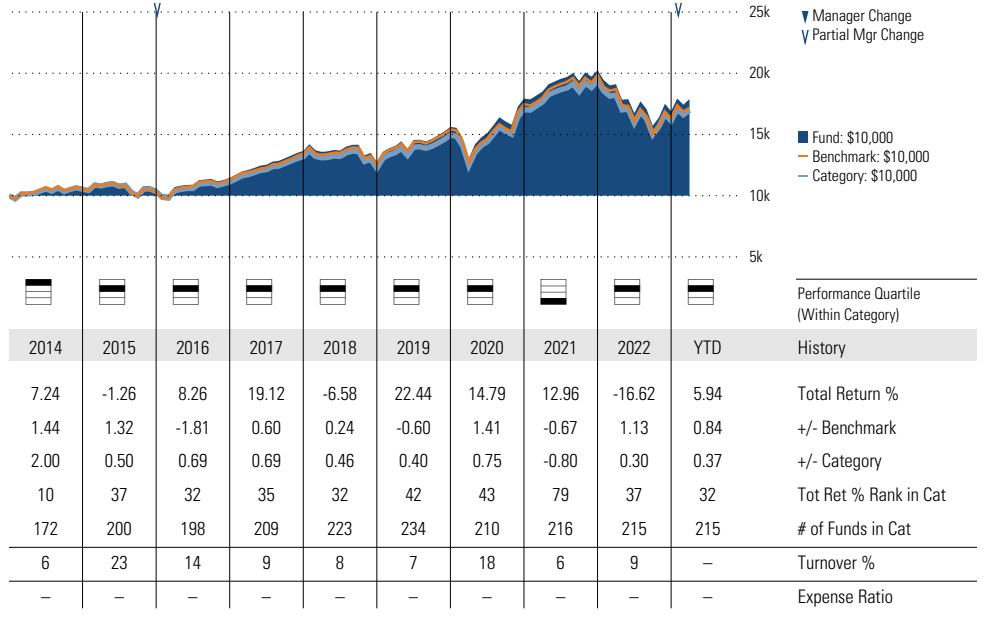 25k
20k
15k
10k
5k
Manager Change
Partial Mgr Change
Fund: $10,000
Benchmark: $10,000
Category: $10,000
Performance Quartile
(Within Category)
2014 2015 2016 2017 2018 2019 2020 2021 2022 YTD History
7.24 -1.26 8.26 19.12 -6.58 22.44 14.79 12.96 -16.62 5.94 Total Return %
1.44 1.32 -1.81 0.60 0.24 -0.60 1.41 -0.67 1.13 0.84 +/- Benchmark
2.00 0.50 0.69 0.69 0.46 0.40 0.75 -0.80 0.30 0.37 +/- Category
10 37 32 35 32 42 43 79 37 32 Tot Ret % Rank in Cat
172 200 198 209 223 234 210 216 215 215 # of Funds in Cat
6 23 14 9 8 7 18 6 9 – Turnover %
– – – – – – – – – – Expense Ratio